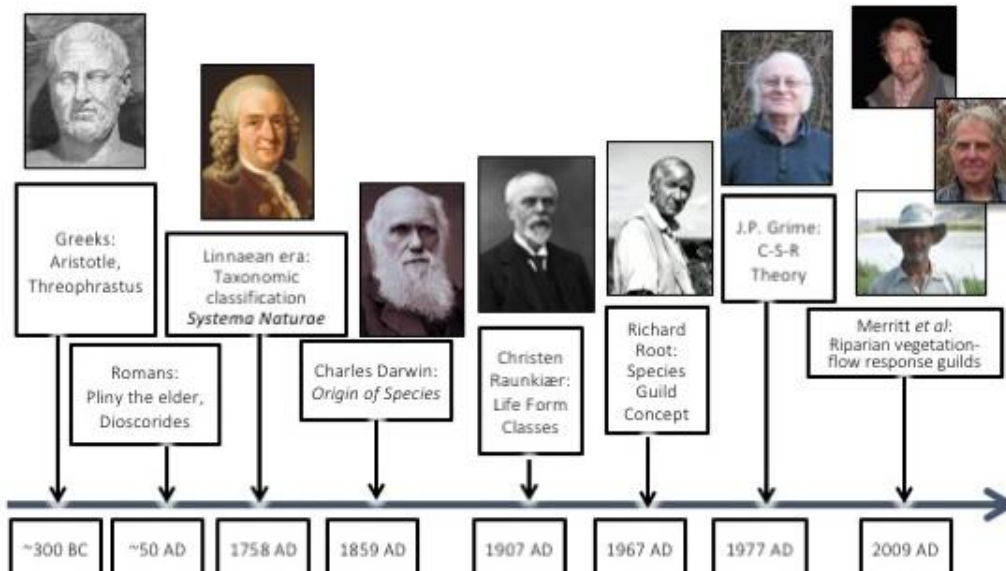 Greeks:
Aristotle,
Threophrastus
Romans:
Pliny the elder,
Dioscorides
Linnaean era:
Taxonomic
classification
Systema Naturae
Charles Darwin:
Origin of Species
Christen
Raunkiær:
Life Form
Classes
Richard
Root:
Species
Guild
Concept
J.P. Grime:
C-S-R
Theory
Merritt et al:
Riparian vegetation-
flow response guilds
~300 BC
~50 AD
1758 AD
1859 AD
1907 AD
1967 AD
1977 AD
2009 AD